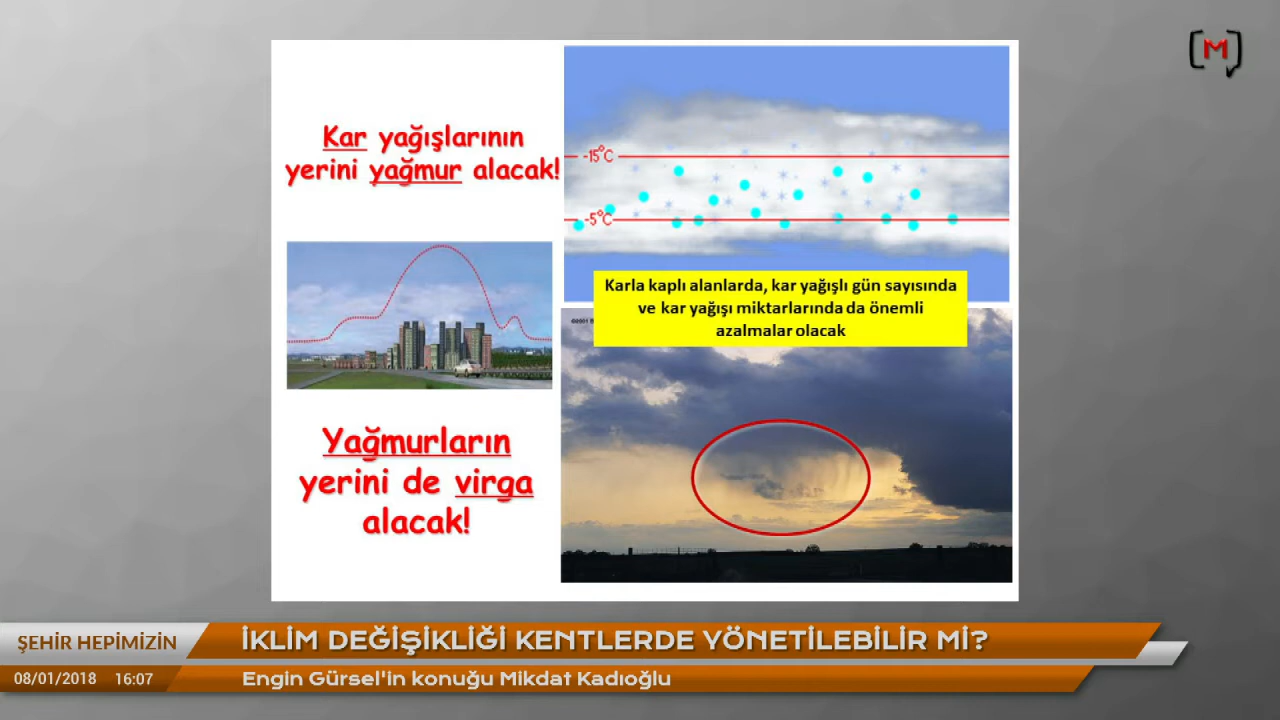 Kar yağışlarının
yerini yağmur alacak!
-15°C
-5°C
Karla kaplı alanlarda, kar yağışlı gün sayısında
ve kar yağışı miktarlarında da önemli
azalmalar olacak
©2001
Yağmurların
yerini de virga
alacak!
M
ŞEHİR HEPİMİZİN
İKLİM DEĞİŞİKLİĞİ KENTLERDE YÖNETİLEBİLİR Mİ?
08/01/2018 16:07
Engin Gürsel'in konuğu Mikdat Kadıoğlu